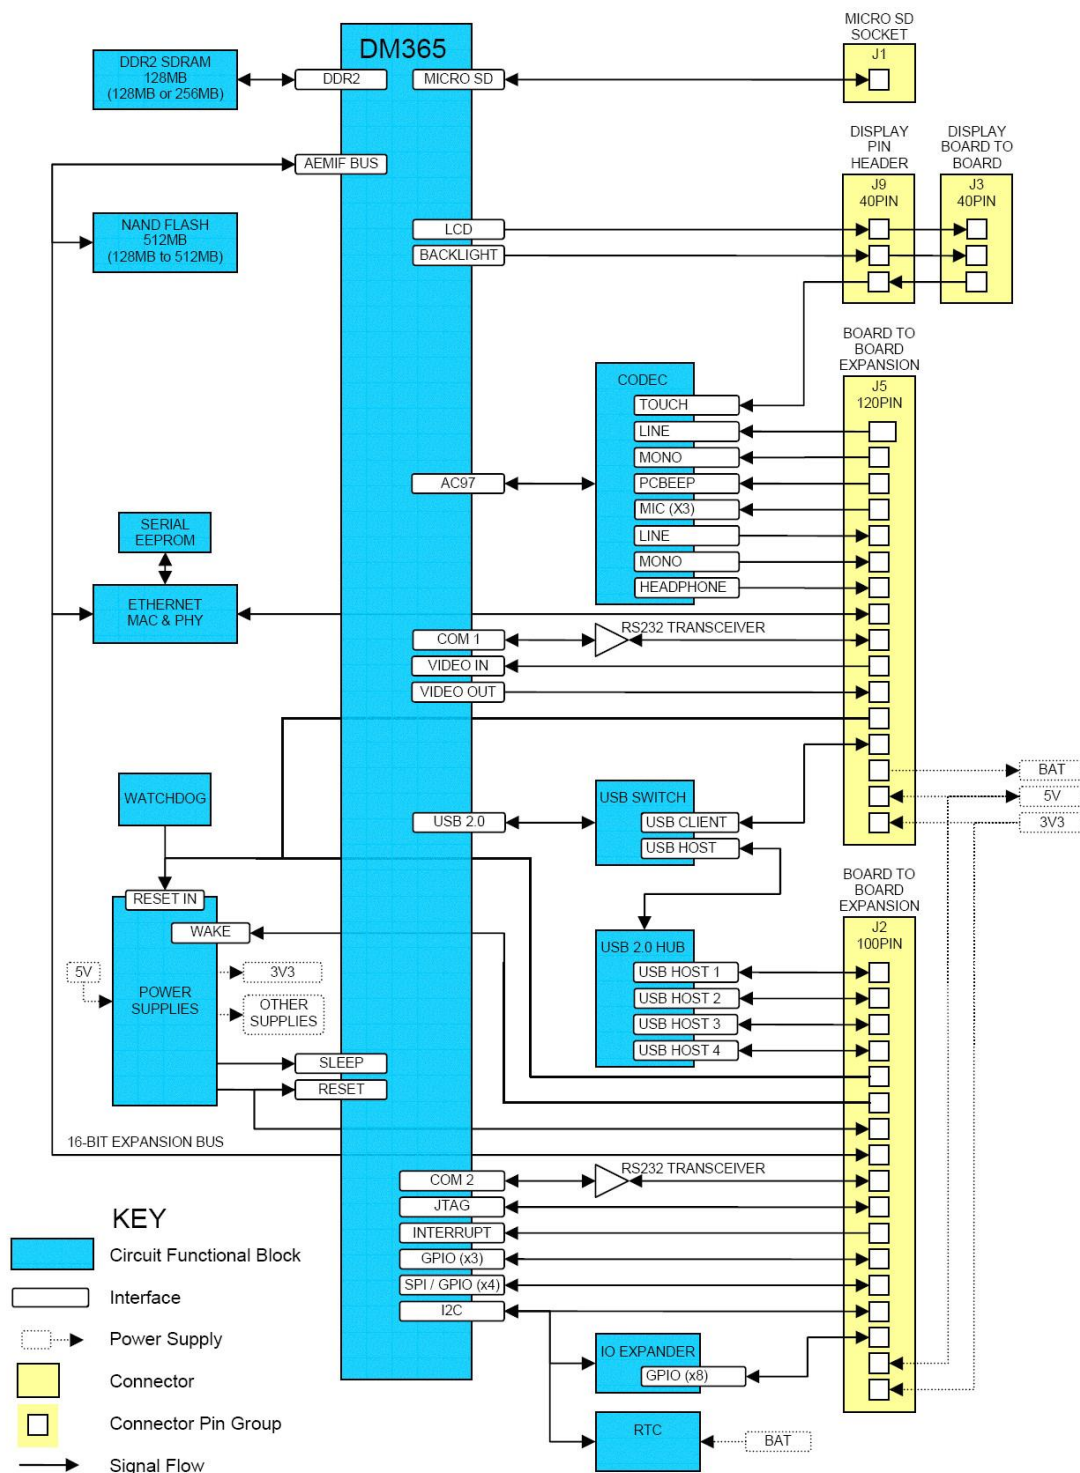 MICRO SD
SOCKET
J1
DM365
DDR2 SDRAM
128MB
(128MB or 256MB)
DDR2
MICRO SD
DISPLAY
PIN
HEADER
DISPLAY
BOARD TO
BOARD
AEMIF BUS
J9
40PIN
J3
40PIN
NAND FLASH
512MB
(128MB to 512MB)
LCD
BACKLIGHT
BOARD TO
BOARD
EXPANSION
J5
120PIN
CODEC
TOUCH
LINE
MONO
AC97
PCBEEP
MIC (X3)
LINE
MONO
HEADPHONE
SERIAL
EEPROM
ETHERNET
MAC & PHY
COM 1
RS232 TRANSCEIVER
VIDEO IN
VIDEO OUT
BAT
5V
3V3
WATCHDOG
USB SWITCH
USB 2.0
USB CLIENT
USB HOST
BOARD TO
BOARD
EXPANSION
J2
100PIN
RESET IN
WAKE
USB 2.0 HUB
5V
3V3
POWER
SUPPLIES
OTHER
SUPPLIES
USB HOST 1
USB HOST 2
USB HOST 3
USB HOST 4
SLEEP
RESET
16-BIT EXPANSION BUS
COM 2
RS232 TRANSCEIVER
JTAG
INTERRUPT
GPIO (x3)
SPI / GPIO (x4)
I2C
IO EXPANDER
GPIO (x8)
RTC
BAT
KEY
Circuit Functional Block
Interface
Power Supply
Connector
Connector Pin Group
Signal Flow